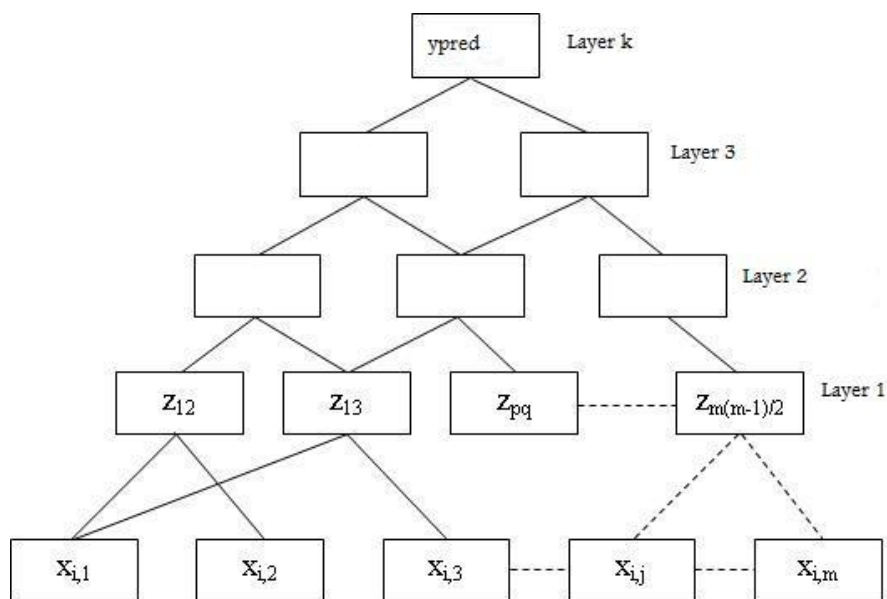 ypred Layer k
Layer 3
Layer 2
z12 z13 zpq zm(m-1)/2 Layer 1
xi,1 xi,2 xi,3 xi,j xi,m